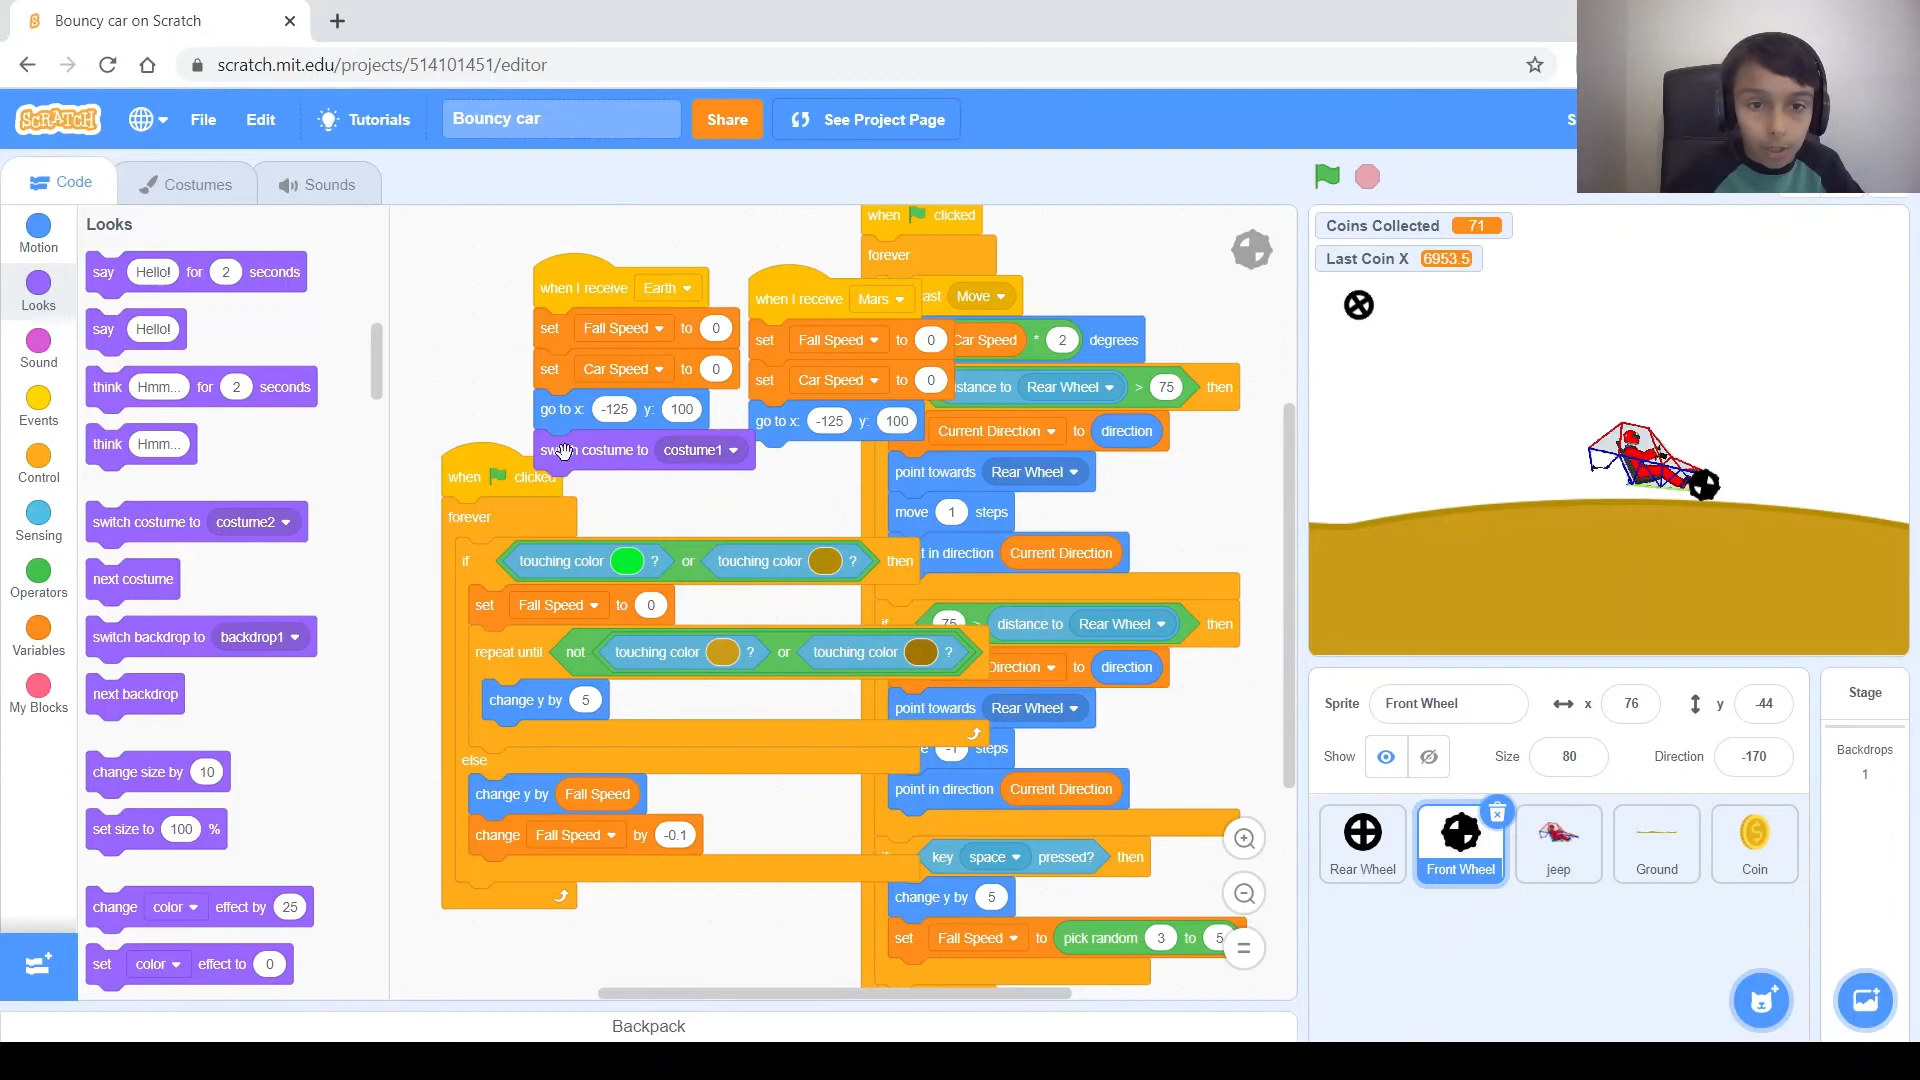 Bouncy car on Scratch
scratch.mit.edu/projects/514101451/editor
SCRATCH
File
Edit
Tutorials
Bouncy car
Share
See Project Page
S
Code
Costumes
Sounds
Motion
Looks
Sound
Events
Control
Sensing
Operators
Variables
My Blocks
Looks
say Hello! for 2 seconds
say Hello!
think Hmm... for 2 seconds
think Hmm...
switch costume to costume2
next costume
switch backdrop to backdrop1
next backdrop
change size by 10
set size to 100 %
change color effect by 25
set color effect to 0
when I receive Earth
set Fall Speed to 0
set Car Speed to 0
go to x: -125 y: 100
switch costume to costume1
when I receive Mars
set Fall Speed to 0
set Car Speed to 0
go to x: -125 y: 100
when clicked
forever
if touching color ? or touching color ? then
set Fall Speed to 0
repeat until not touching color ? or touching color ?
change y by 5
else
change y by Fall Speed
change Fall Speed by -0.1
when clicked
forever
ast Move
Car Speed * 2 degrees
istance to Rear Wheel > 75 then
Current Direction to direction
point towards Rear Wheel
move 1 steps
t in direction Current Direction
if 75 > distance to Rear Wheel then
Direction to direction
point towards Rear Wheel
e -1 steps
point in direction Current Direction
key space pressed? then
change y by 5
set Fall Speed to pick random 3 to 5
Backpack
Coins Collected 71
Last Coin X 6953.5
Sprite Front Wheel x 76 y -44
Show Size 80 Direction -170
Rear Wheel
Front Wheel
jeep
Ground
Coin
Stage
Backdrops
1